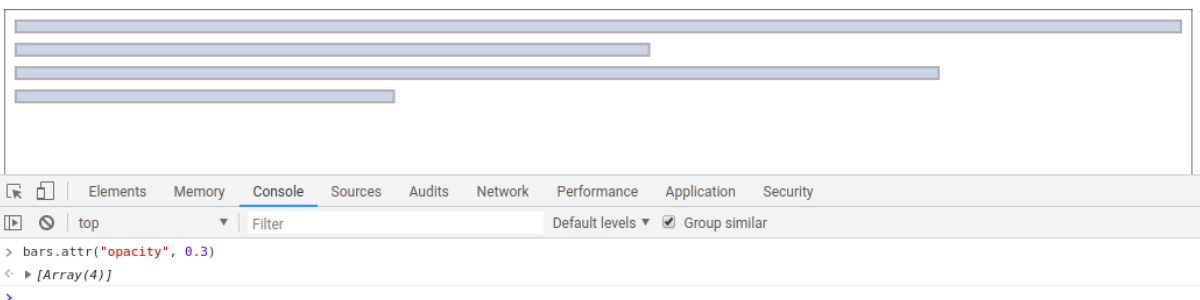 Elements Memory Console Sources Audits Network Performance Application Security
top Filter Default levels Group similar
bars.attr("opacity", 0.3)
[Array(4)]